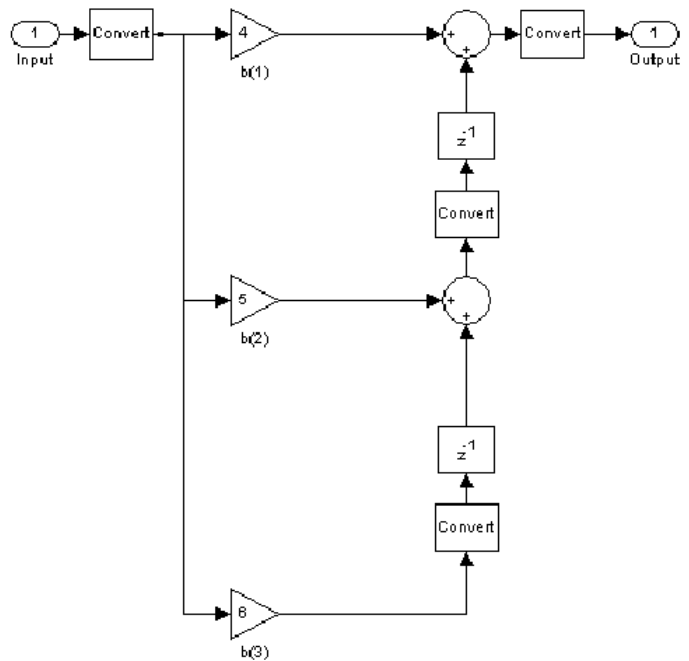 1
Input
Convert
4
b(1)
+
+
Convert
1
Output
z-1
Convert
5
b(2)
+
+
z-1
Convert
6
b(3)